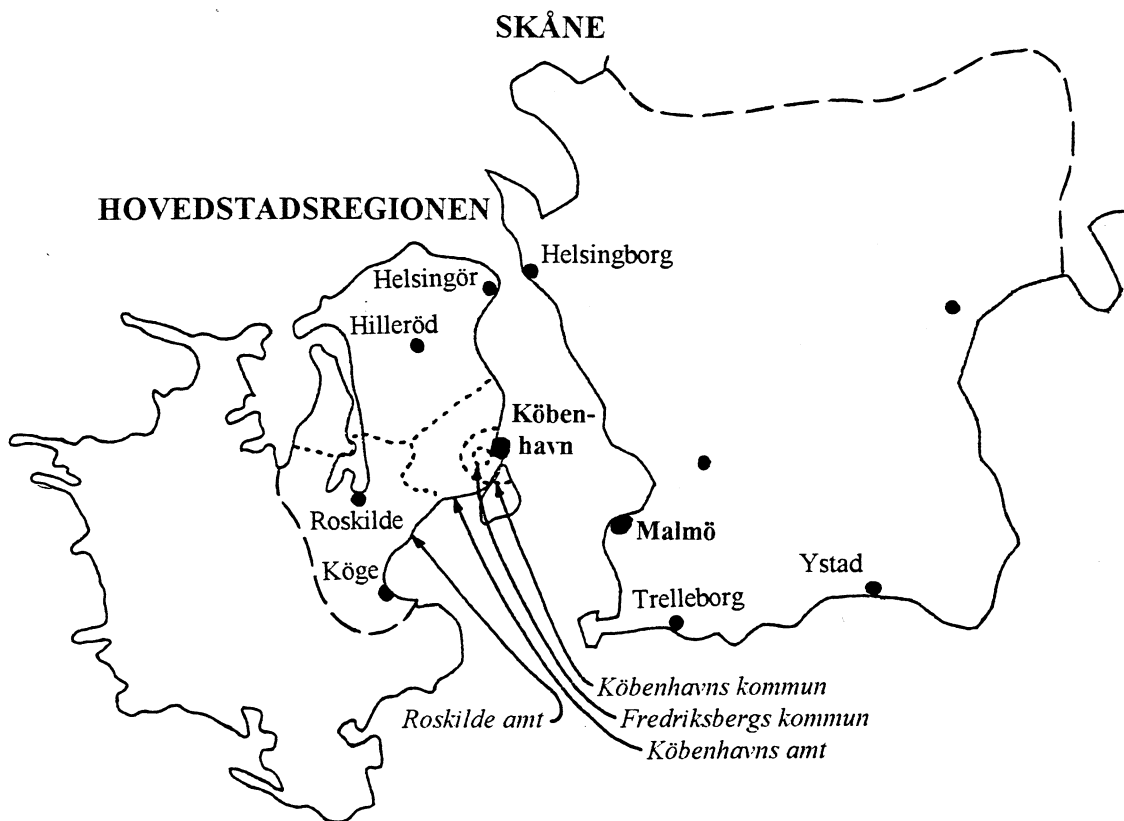 SKÅNE
HOVEDSTADSREGIONEN
Helsingborg
Helsingör
Hilleröd
Köben-
havn
Roskilde
Malmö
Köge
Ystad
Trelleborg
Köbenhavns kommun
Roskilde amt
Fredriksbergs kommun
Köbenhavns amt